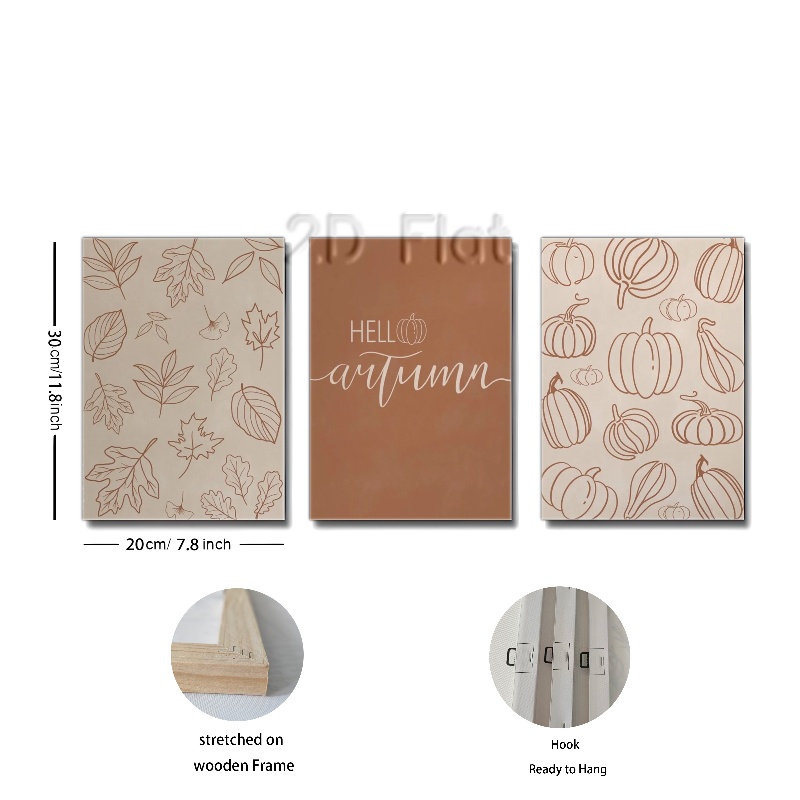 2D Flat
HELLO
autumn
30cm/11.8inch
20cm/ 7.8 inch
stretched on
wooden Frame
Hook
Ready to Hang